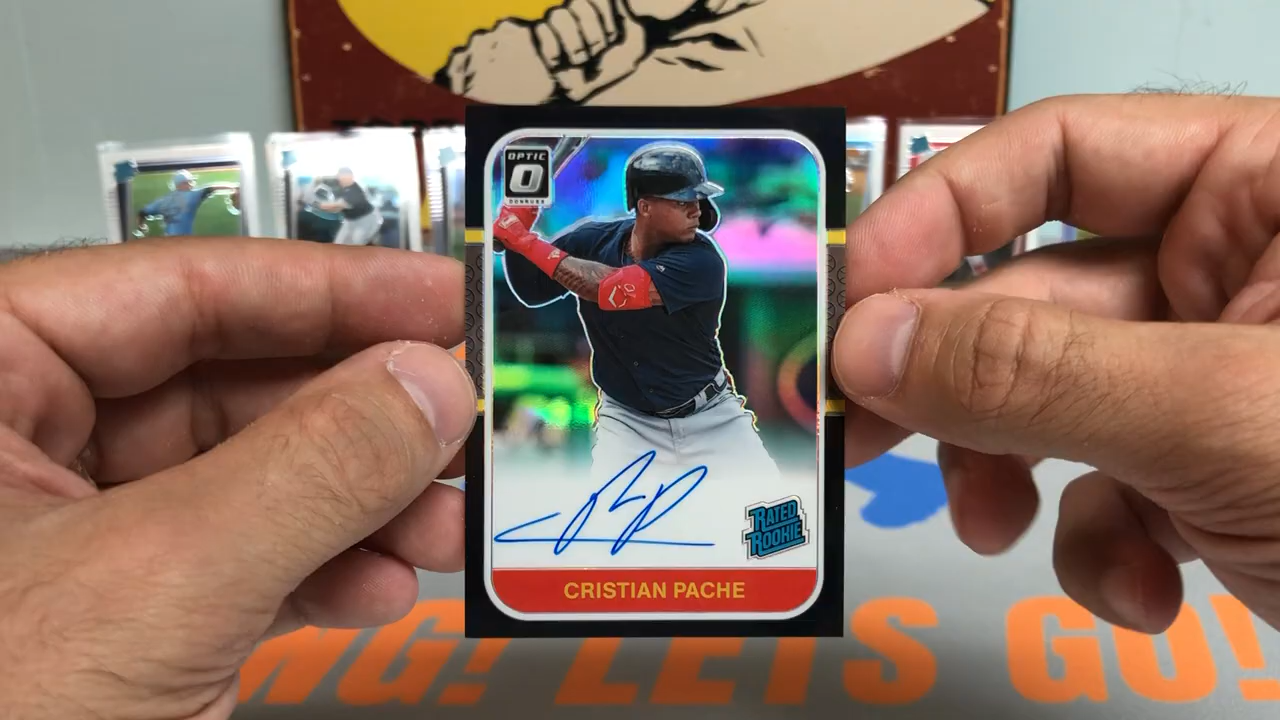 OPTIC
DONRUSS
RATED
ROOKIE
CRISTIAN PACHE
NG! LETS GO!